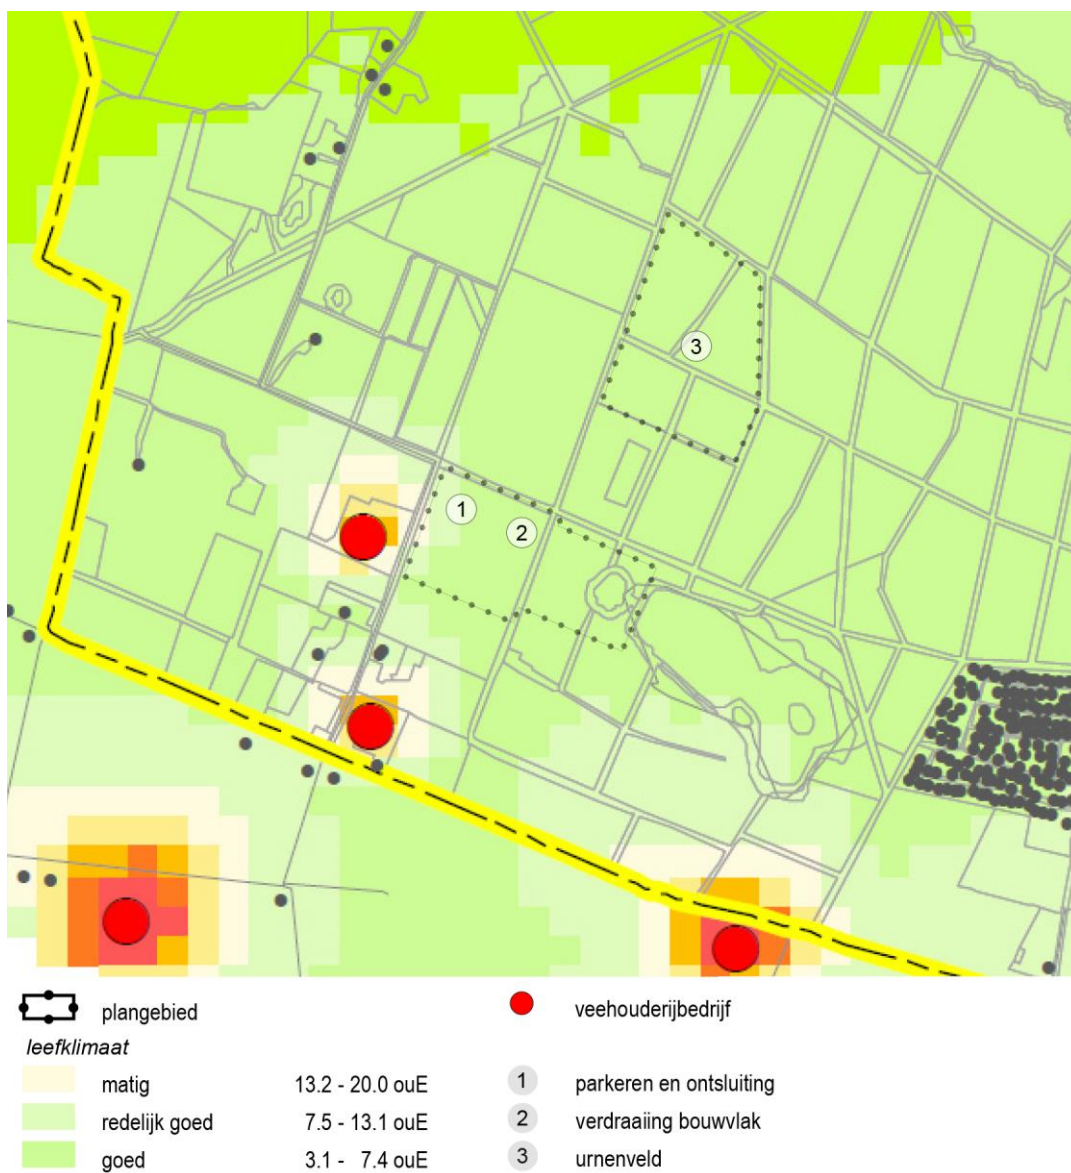 3
1
2
plangebied
veehouderijbedrijf
leefklimaat
matig 13.2 - 20.0 ouE
1 parkeren en ontsluiting
redelijk goed 7.5 - 13.1 ouE
2 verdraaiing bouwvlak
goed 3.1 - 7.4 ouE
3 urnenveld